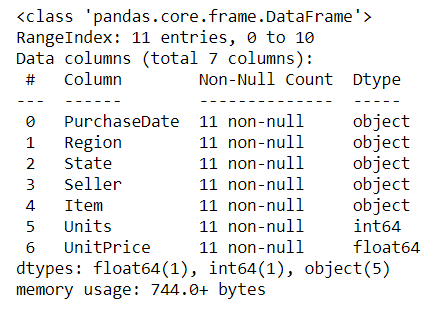 <class 'pandas.core.frame.DataFrame'>
RangeIndex: 11 entries, 0 to 10
Data columns (total 7 columns):
 #   Column        Non-Null Count  Dtype
---  ------        --------------  -----
 0   PurchaseDate  11 non-null     object
 1   Region        11 non-null     object
 2   State         11 non-null     object
 3   Seller        11 non-null     object
 4   Item          11 non-null     object
 5   Units         11 non-null     int64
 6   UnitPrice     11 non-null     float64
dtypes: float64(1), int64(1), object(5)
memory usage: 744.0+ bytes